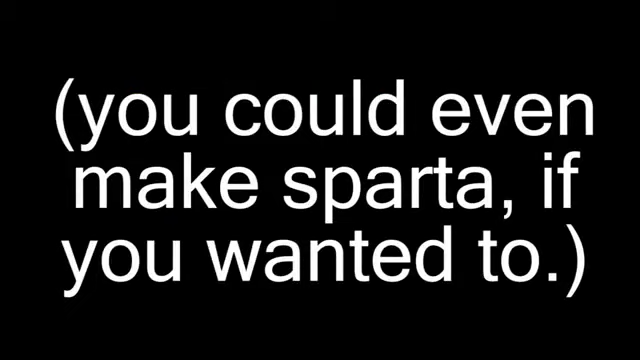 (you could even
make sparta, if
you wanted to.)